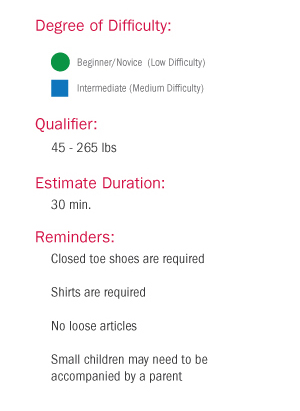 Degree of Difficulty:
Beginner/Novice (Low Difficulty)
Intermediate (Medium Difficulty)
Qualifier:
45 - 265 lbs
Estimate Duration:
30 min.
Reminders:
Closed toe shoes are required
Shirts are required
No loose articles
Small children may need to be
accompanied by a parent